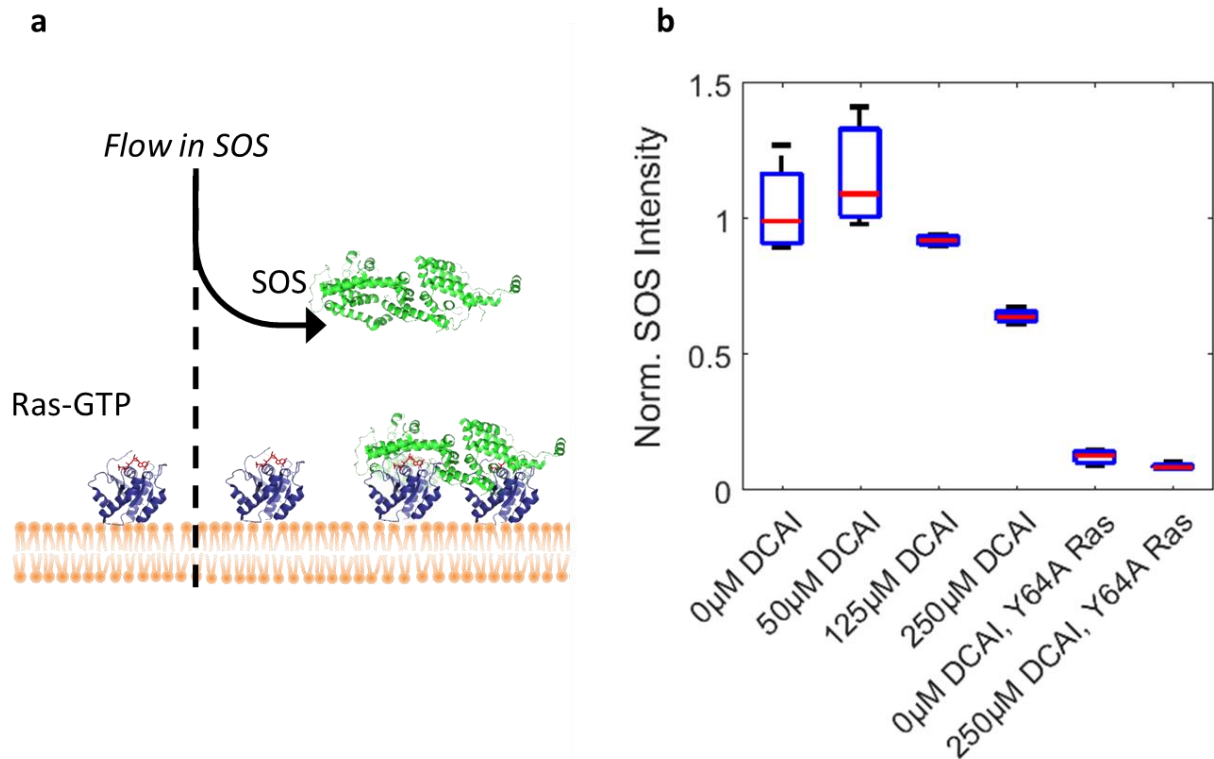 a
Flow in SOS
SOS
Ras-GTP
b
Norm. SOS Intensity
1.5
1
0.5
0
0μM DCAI
50μM DCAI
125μM DCAI
250μM DCAI
0μM DCAI, Y64A Ras
250μM DCAI, Y64A Ras